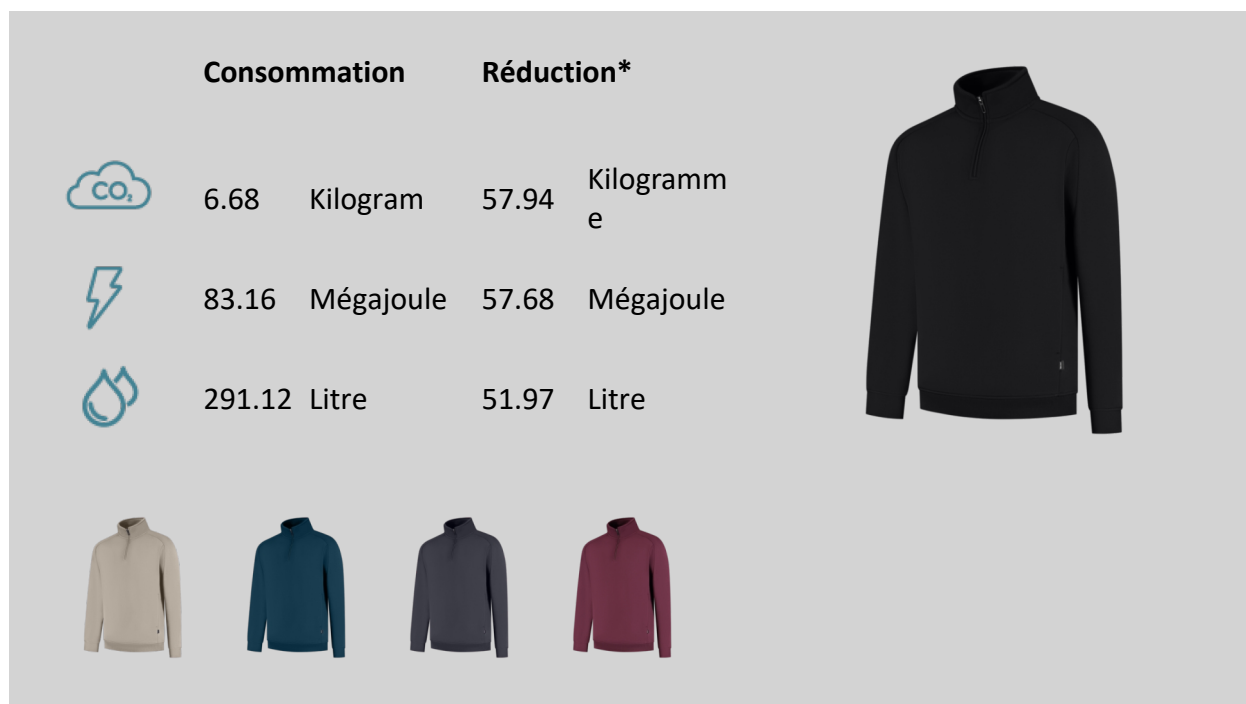 Consommation Réduction*
CO₂
6.68 Kilogram 57.94 Kilogramm
e
83.16 Mégajoule 57.68 Mégajoule
291.12 Litre 51.97 Litre